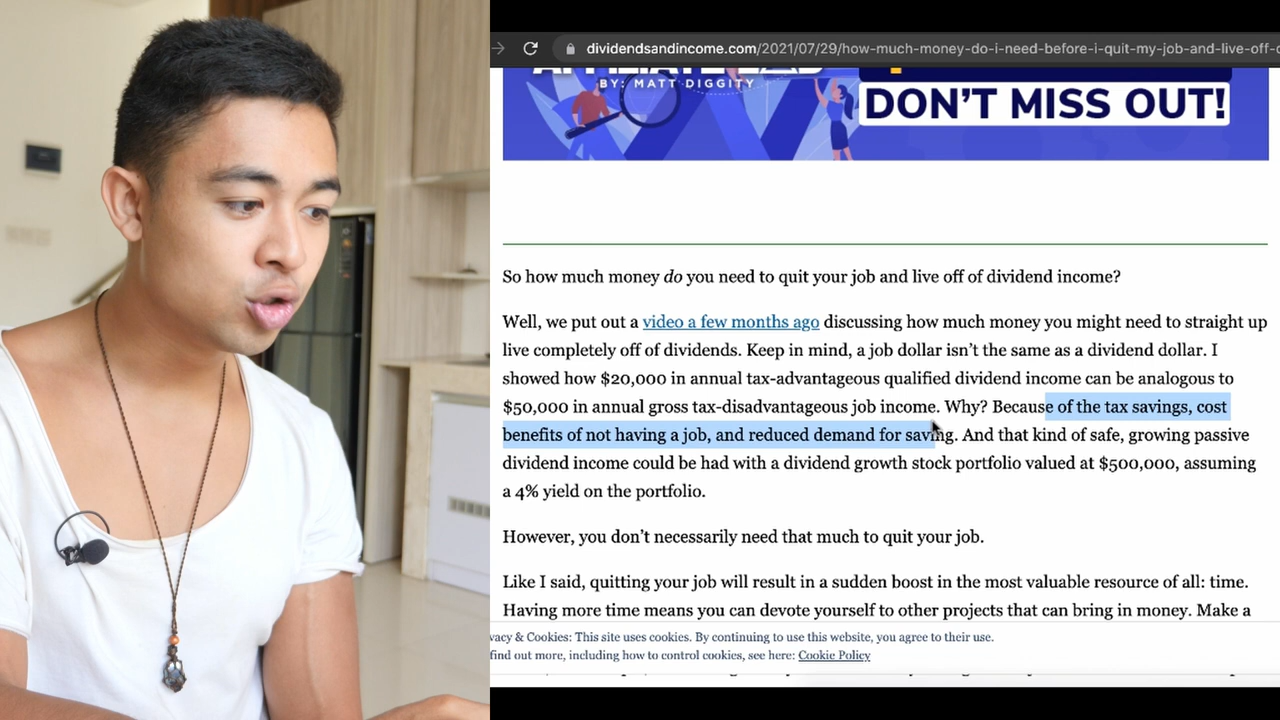 dividendsandincome.com/2021/07/29/how-much-money-do-i-need-before-i-quit-my-job-and-live-off-
BY: MATT DIGGITY
DON'T MISS OUT!
So how much money do you need to quit your job and live off of dividend income?
Well, we put out a video a few months ago discussing how much money you might need to straight up
live completely off of dividends. Keep in mind, a job dollar isn't the same as a dividend dollar. I
showed how $20,000 in annual tax-advantageous qualified dividend income can be analogous to
$50,000 in annual gross tax-disadvantageous job income. Why? Because of the tax savings, cost
benefits of not having a job, and reduced demand for saving. And that kind of safe, growing passive
dividend income could be had with a dividend growth stock portfolio valued at $500,000, assuming
a 4% yield on the portfolio.
However, you don't necessarily need that much to quit your job.
Like I said, quitting your job will result in a sudden boost in the most valuable resource of all: time.
Having more time means you can devote yourself to other projects that can bring in money. Make a
vacy & Cookies: This site uses cookies. By continuing to use this website, you agree to their use.
find out more, including how to control cookies, see here: Cookie Policy